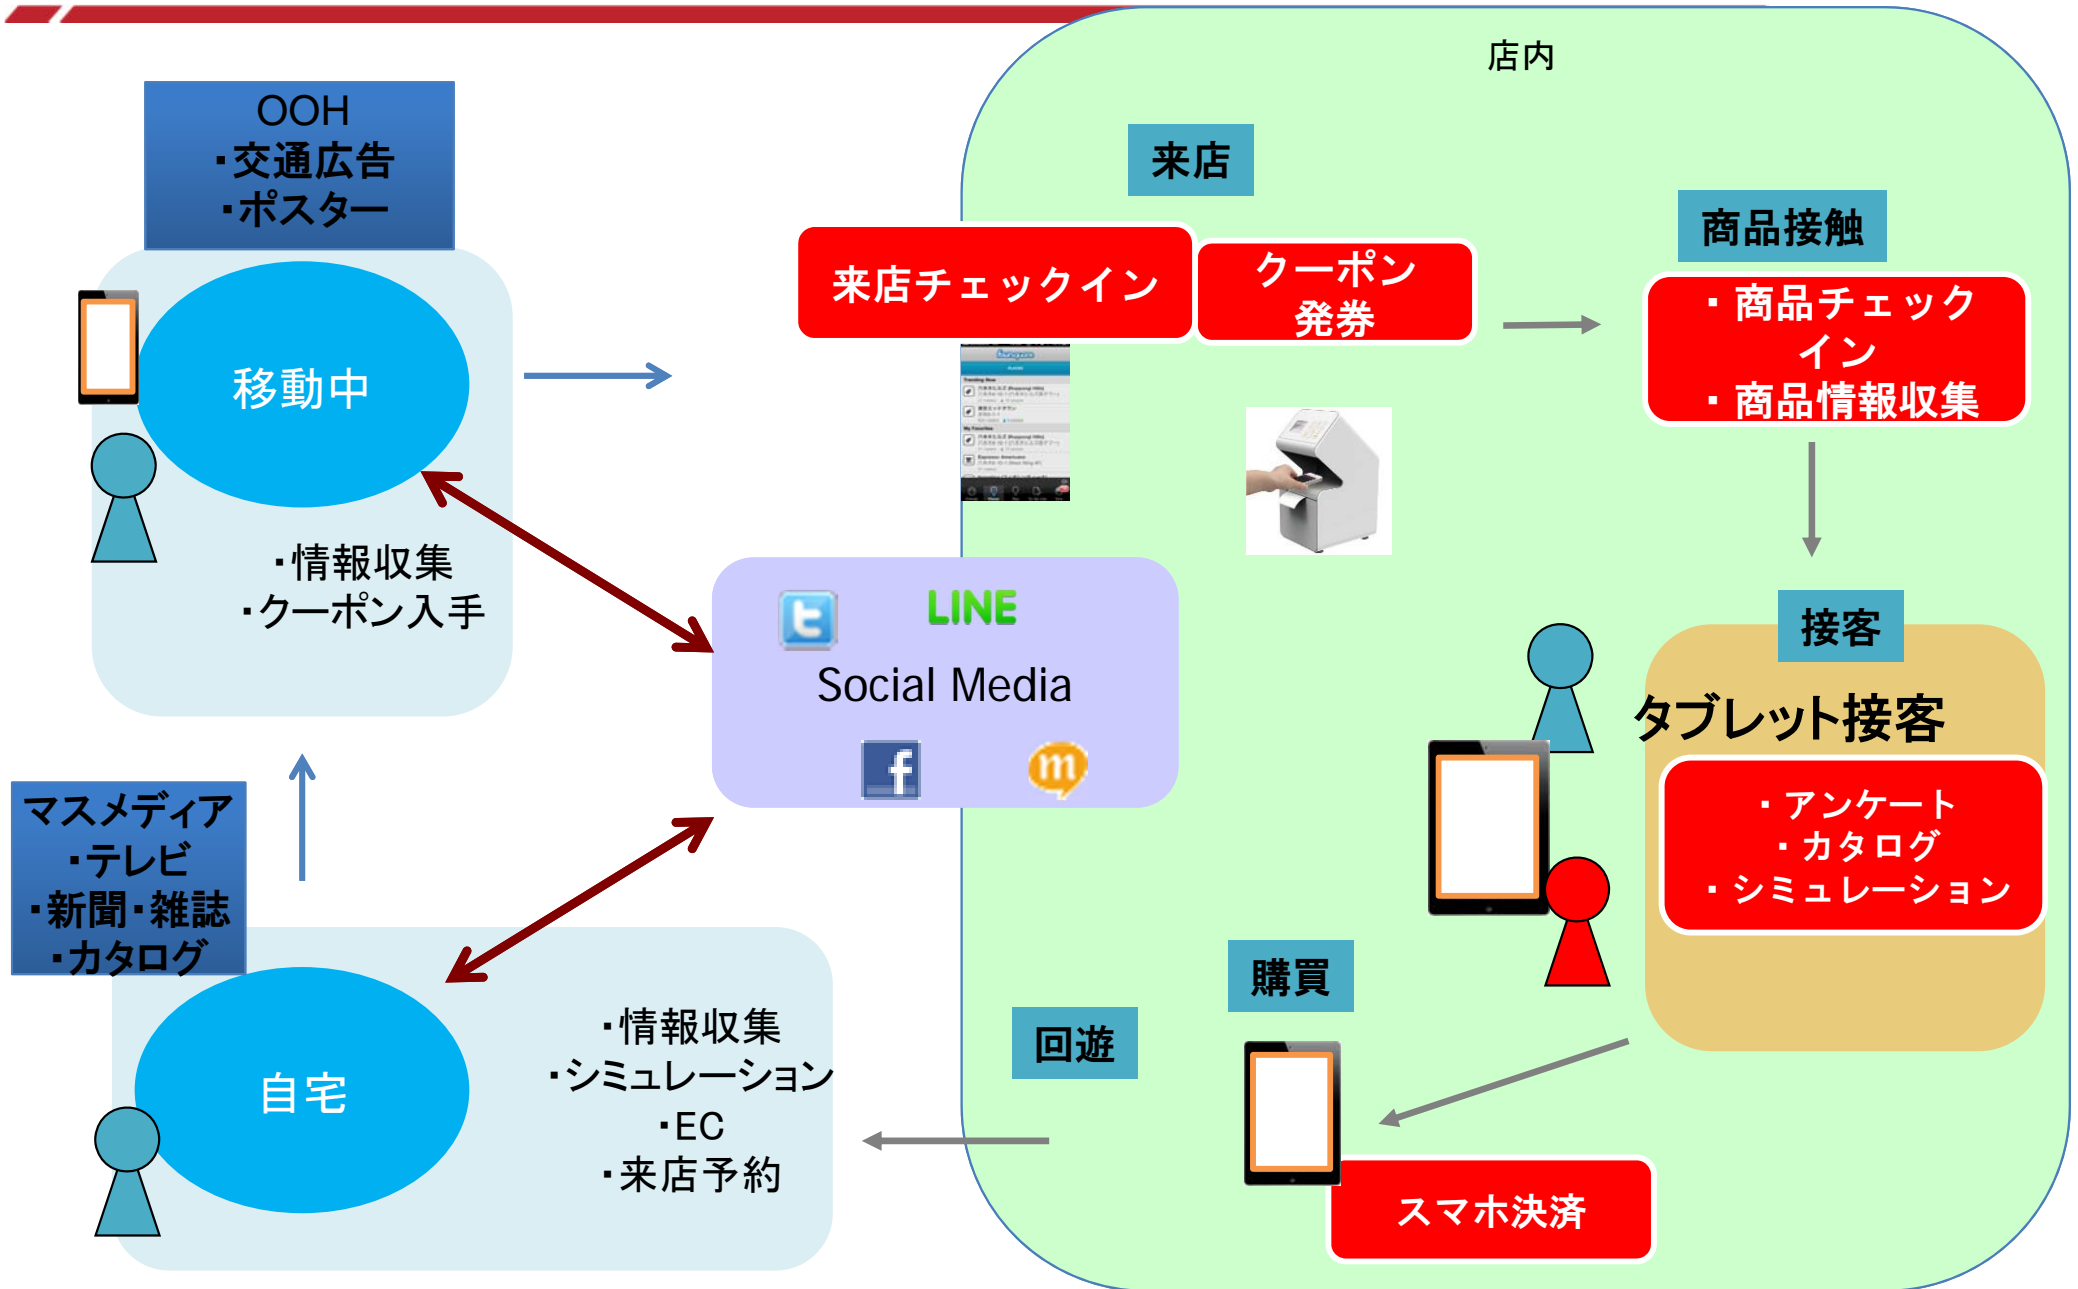 店内
OOH
・交通広告
・ポスター
移動中
・情報収集
・クーポン入手
来店
来店チェックイン
クーポン
発券
foursquare
PLACES
Trending Now
My Favorites
商品接触
・商品チェック
イン
・商品情報収集
LINE
Social Media
接客
タブレット接客
・アンケート
・カタログ
・シミュレーション
マスメディア
・テレビ
・新聞・雑誌
・カタログ
自宅
・情報収集
・シミュレーション
・EC
・来店予約
回遊
購買
スマホ決済